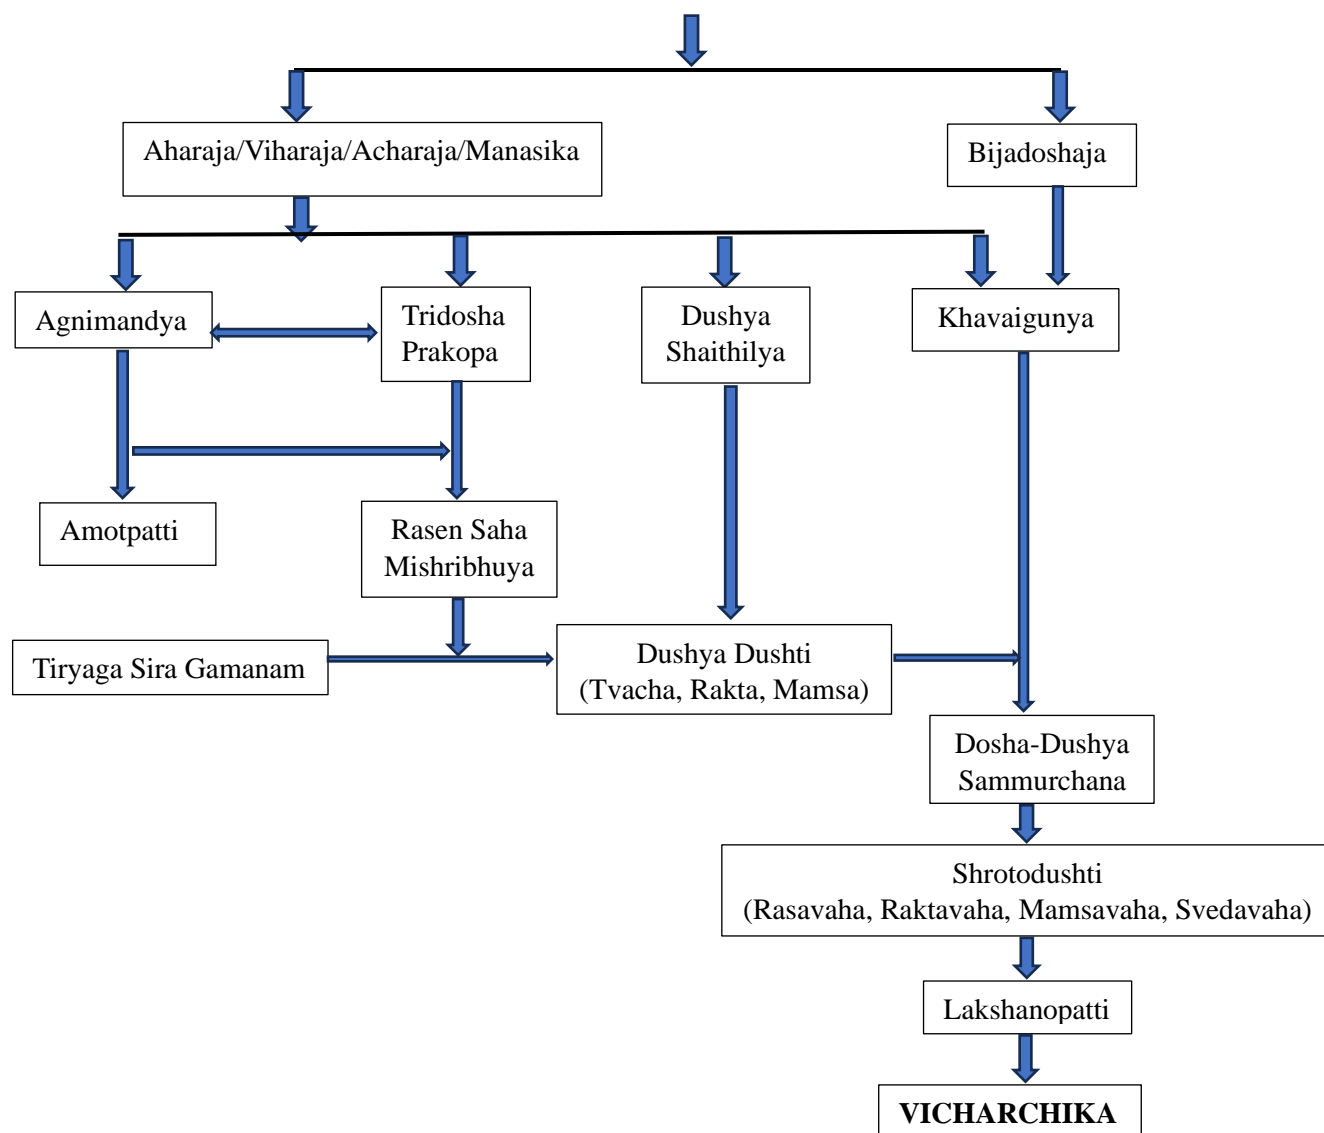 Aharaja/Viharaja/Acharaja/Manasika
Bijadoshaja
Agnimandya
Tridosha
Prakopa
Dushya
Shaithilya
Khavaigunya
Amotpatti
Rasen Saha
Mishribhuya
Tiryaga Sira Gamanam
Dushya Dushti
(Tvacha, Rakta, Mamsa)
Dosha-Dushya
Sammurchana
Shrotodushti
(Rasavaha, Raktavaha, Mamsavaha, Svedavaha)
Lakshanopatti
VICHARCHIKA